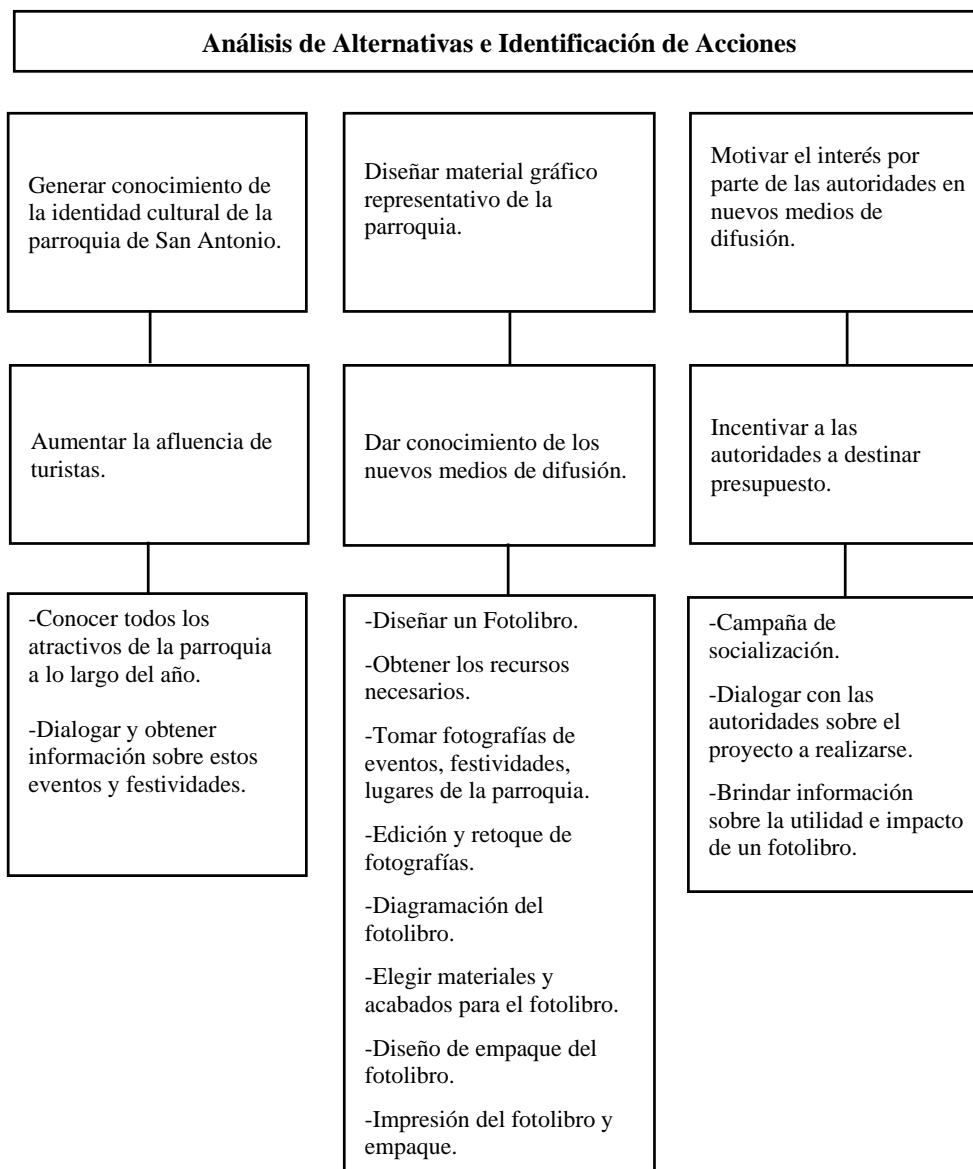 Análisis de Alternativas e Identificación de Acciones
Generar conocimiento de
la identidad cultural de la
parroquia de San Antonio.
Diseñar material gráfico
representativo de la
parroquia.
Motivar el interés por
parte de las autoridades en
nuevos medios de
difusión.
Aumentar la afluencia de
turistas.
Dar conocimiento de los
nuevos medios de difusión.
Incentivar a las
autoridades a destinar
presupuesto.
-Conocer todos los
atractivos de la parroquia
a lo largo del año.
-Dialogar y obtener
información sobre estos
eventos y festividades.
-Diseñar un Fotolibro.
-Obtener los recursos
necesarios.
-Tomar fotografías de
eventos, festividades,
lugares de la parroquia.
-Edición y retoque de
fotografías.
-Diagramación del
fotolibro.
-Elegir materiales y
acabados para el fotolibro.
-Diseño de empaque del
fotolibro.
-Impresión del fotolibro y
empaque.
-Campaña de
socialización.
-Dialogar con las
autoridades sobre el
proyecto a realizarse.
-Brindar información
sobre la utilidad e impacto
de un fotolibro.